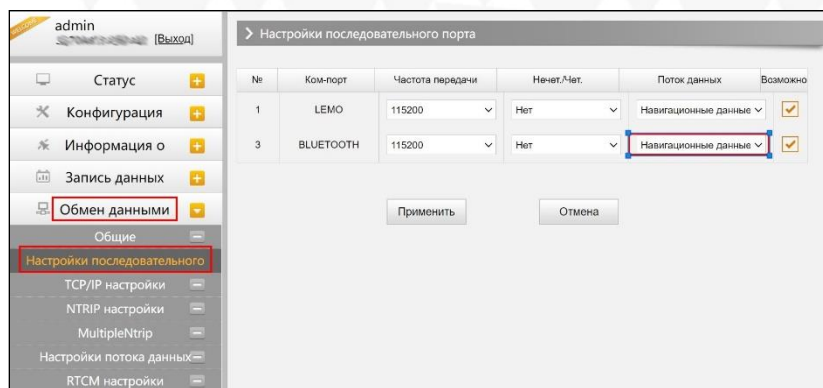 WELCOME
admin
[Выход]
Статус
Конфигурация
Информация о
Запись данных
Обмен данными
Общие
Настройки последовательного
TCP/IP настройки
NTRIP настройки
MultipleNtrip
Настройки потока данных
RTCM настройки
Настройки последовательного порта
№ Ком-порт Частота передачи Нечет./Чет. Поток данных Возможно
1 LEMO 115200 Нет Навигационные данные
3 BLUETOOTH 115200 Нет Навигационные данные
Применить Отмена